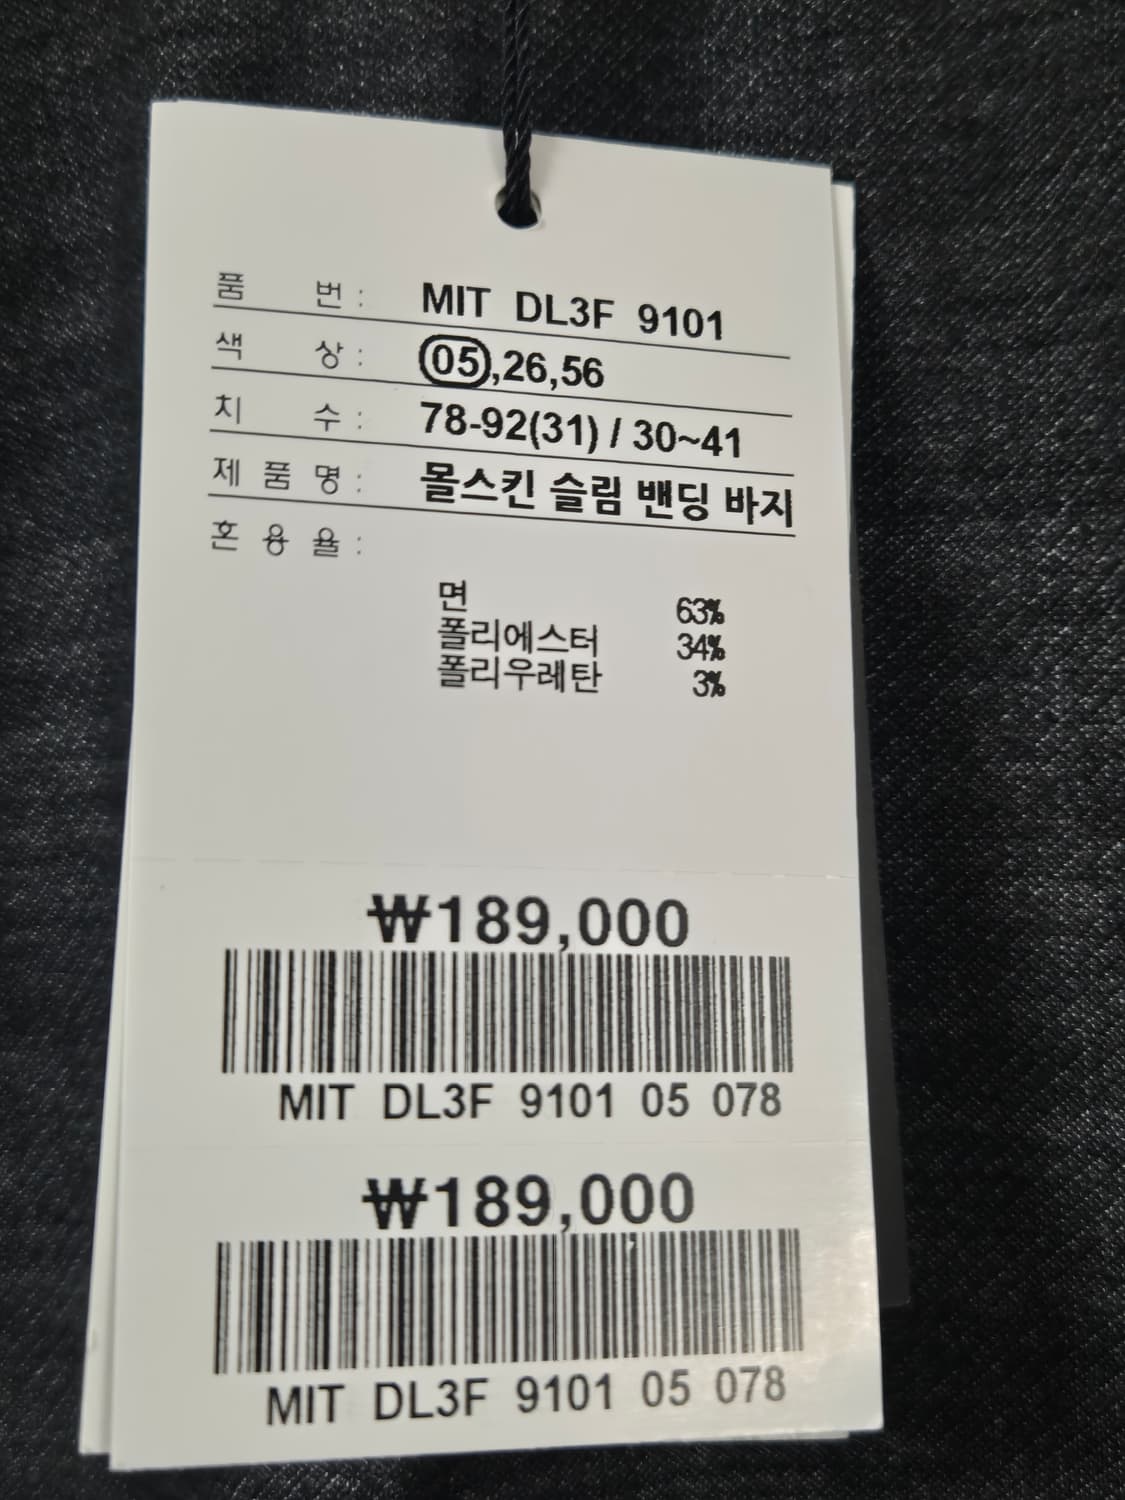 품 번 : MIT DL3F 9101
색 상 : 05,26,56
치 수 : 78-92(31) / 30~41
제 품 명 : 몰스킨 슬림 밴딩 바지
혼 용 율 :
면 63%
폴리에스터 34%
폴리우레탄 3%
₩189,000
MIT DL3F 9101 05 078
₩189,000
MIT DL3F 9101 05 078